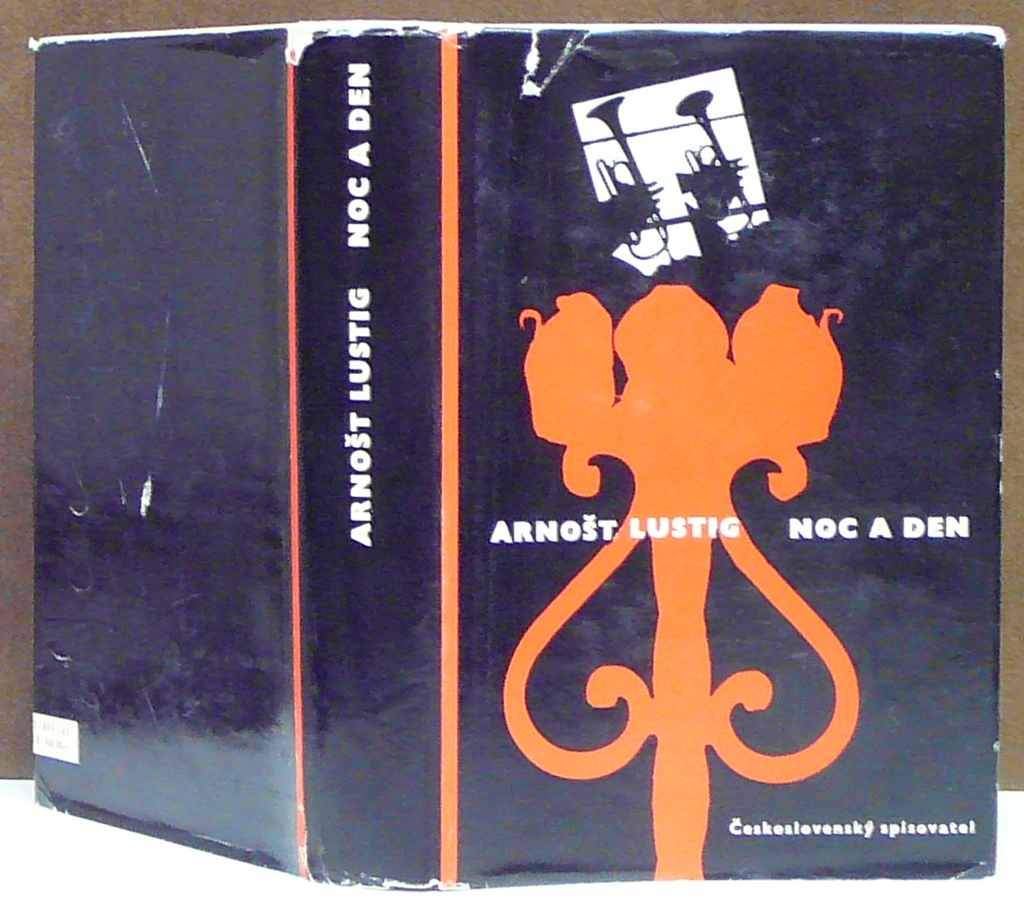 ARNOŠT LUSTIG NOC A DEN
ARNOŠT LUSTIG NOC A DEN
Československý spisovatel